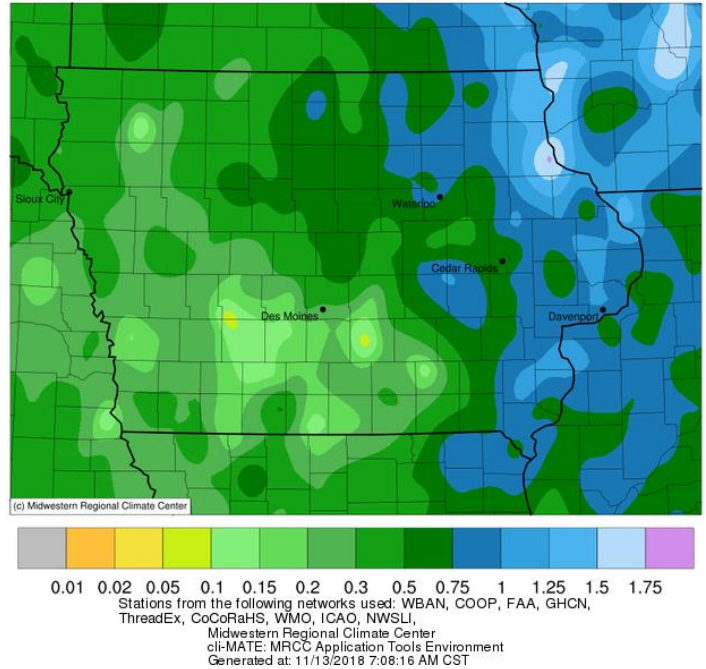 Sioux City
Waterloo
Cedar Rapids
Des Moines
Davenport
(c) Midwestern Regional Climate Center
0.01 0.02 0.05 0.1 0.15 0.2 0.3 0.5 0.75 1 1.25 1.5 1.75
Stations from the following networks used: WBAN, COOP, FAA, GHCN,
ThreadEx, CoCoRaHS, WMO, ICAO, NWSLI,
Midwestern Regional Climate Center
cli-MATE: MRCC Application Tools Environment
Generated at: 11/13/2018 7:08:16 AM CST